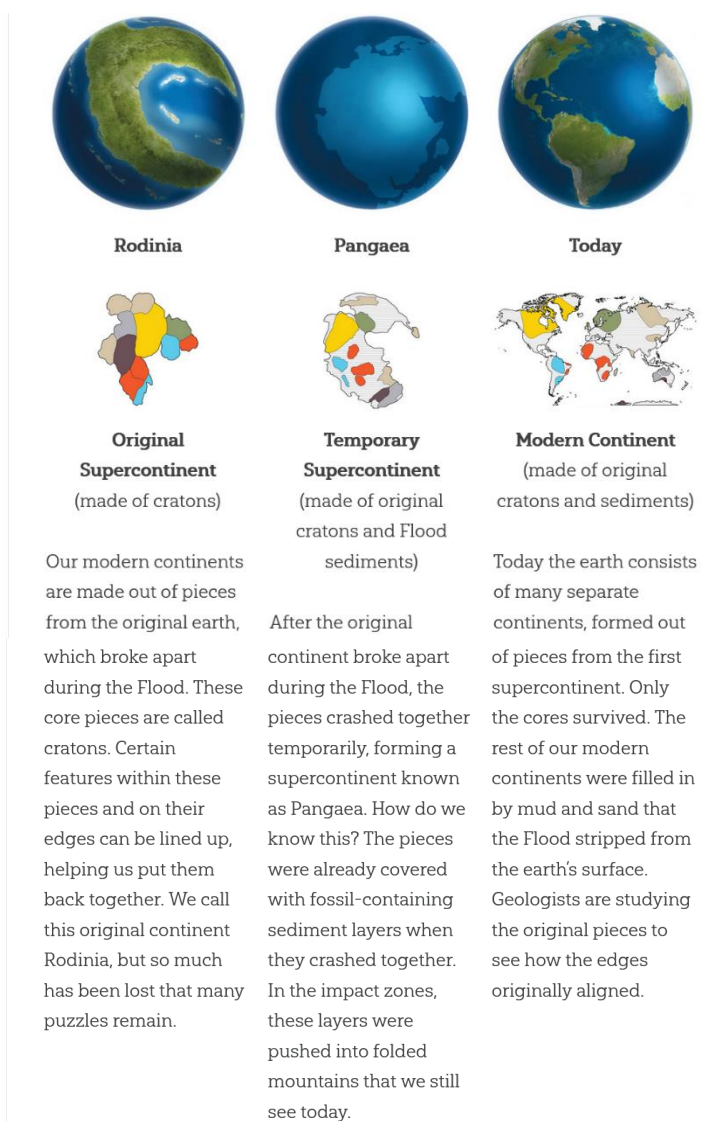 Rodinia
Original
Supercontinent
(made of cratons)
Our modern continents
are made out of pieces
from the original earth,
which broke apart
during the Flood. These
core pieces are called
cratons. Certain
features within these
pieces and on their
edges can be lined up,
helping us put them
back together. We call
this original continent
Rodinia, but so much
has been lost that many
puzzles remain.
Pangaea
Temporary
Supercontinent
(made of original
cratons and Flood
sediments)
After the original
continent broke apart
during the Flood, the
pieces crashed together
temporarily, forming a
supercontinent known
as Pangaea. How do we
know this? The pieces
were already covered
with fossil-containing
sediment layers when
they crashed together.
In the impact zones,
these layers were
pushed into folded
mountains that we still
see today.
Today
Modern Continent
(made of original
cratons and sediments)
Today the earth consists
of many separate
continents, formed out
of pieces from the first
supercontinent. Only
the cores survived. The
rest of our modern
continents were filled in
by mud and sand that
the Flood stripped from
the earth's surface.
Geologists are studying
the original pieces to
see how the edges
originally aligned.